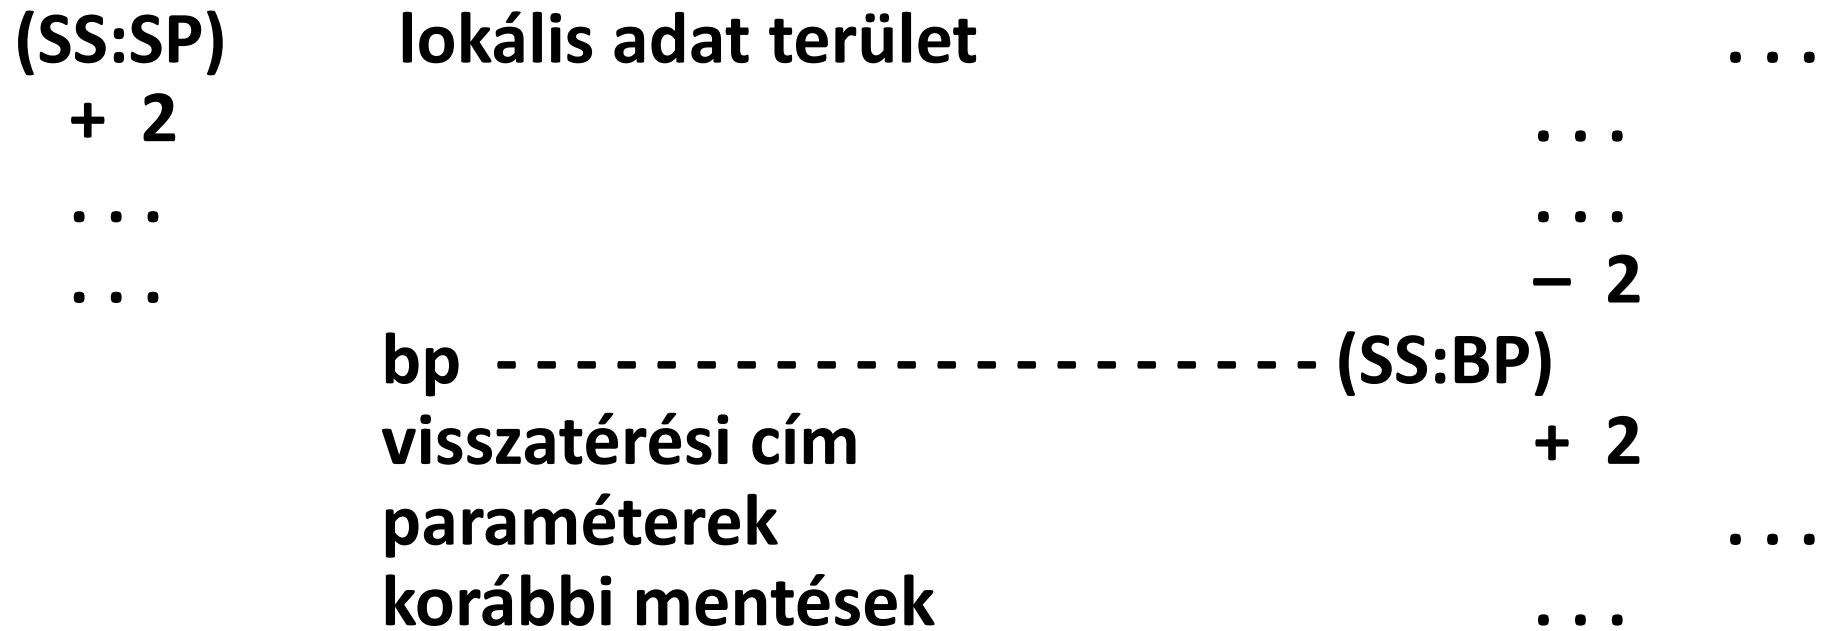 (SS:SP) lokális adat terület . . .
+ 2 . . .
. . . . . .
. . . – 2
bp - - - - - - - - - - - - - - - - - - - - - (SS:BP)
visszatérési cím + 2
paraméterek . . .
korábbi mentések . . .